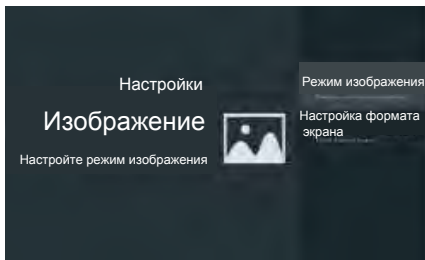 Настройки
Изображение
Настройте режим изображения
Режим изображения
Настройка формата
экрана